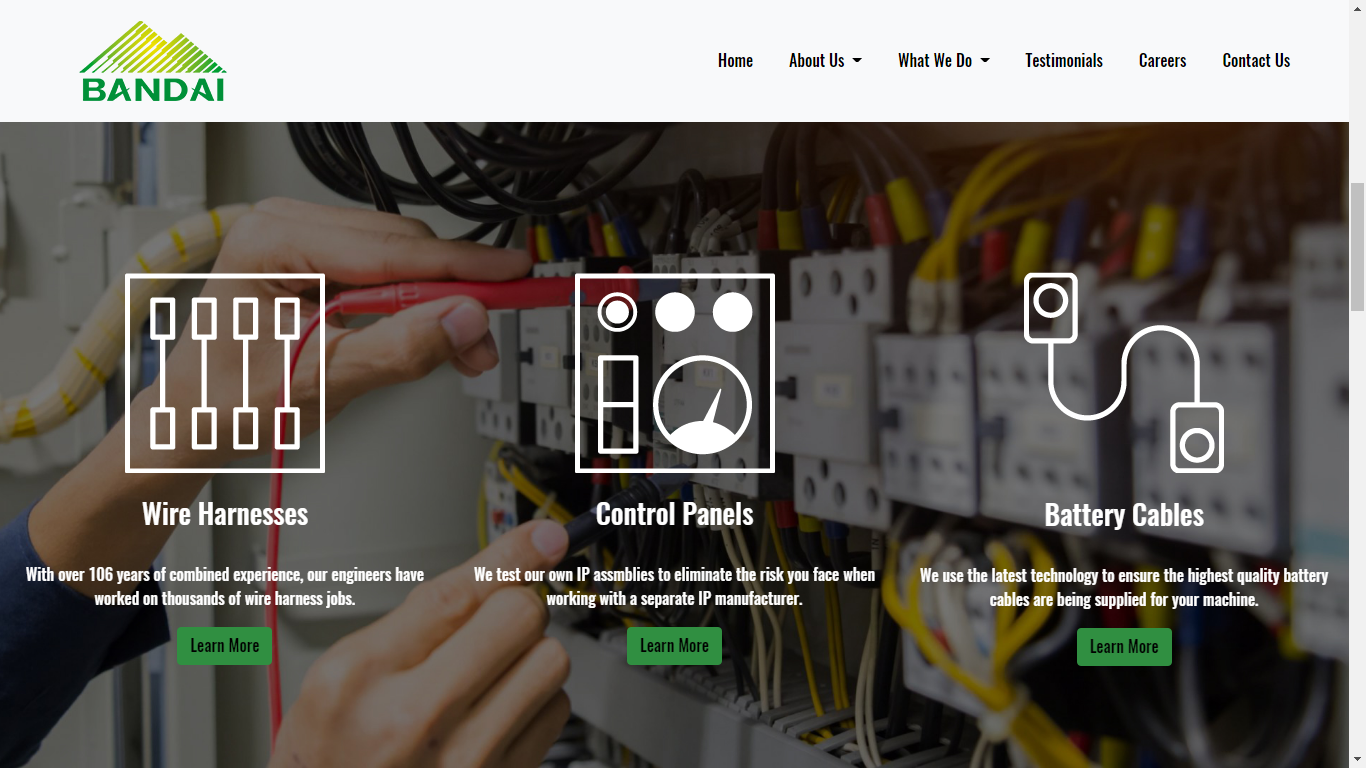 BANDAI
Home
About Us
What We Do
Testimonials
Careers
Contact Us
Wire Harnesses
With over 106 years of combined experience, our engineers have
worked on thousands of wire harness jobs.
Learn More
Control Panels
We test our own IP assmblies to eliminate the risk you face when
working with a separate IP manufacturer.
Learn More
Battery Cables
We use the latest technology to ensure the highest quality battery
cables are being supplied for your machine.
Learn More